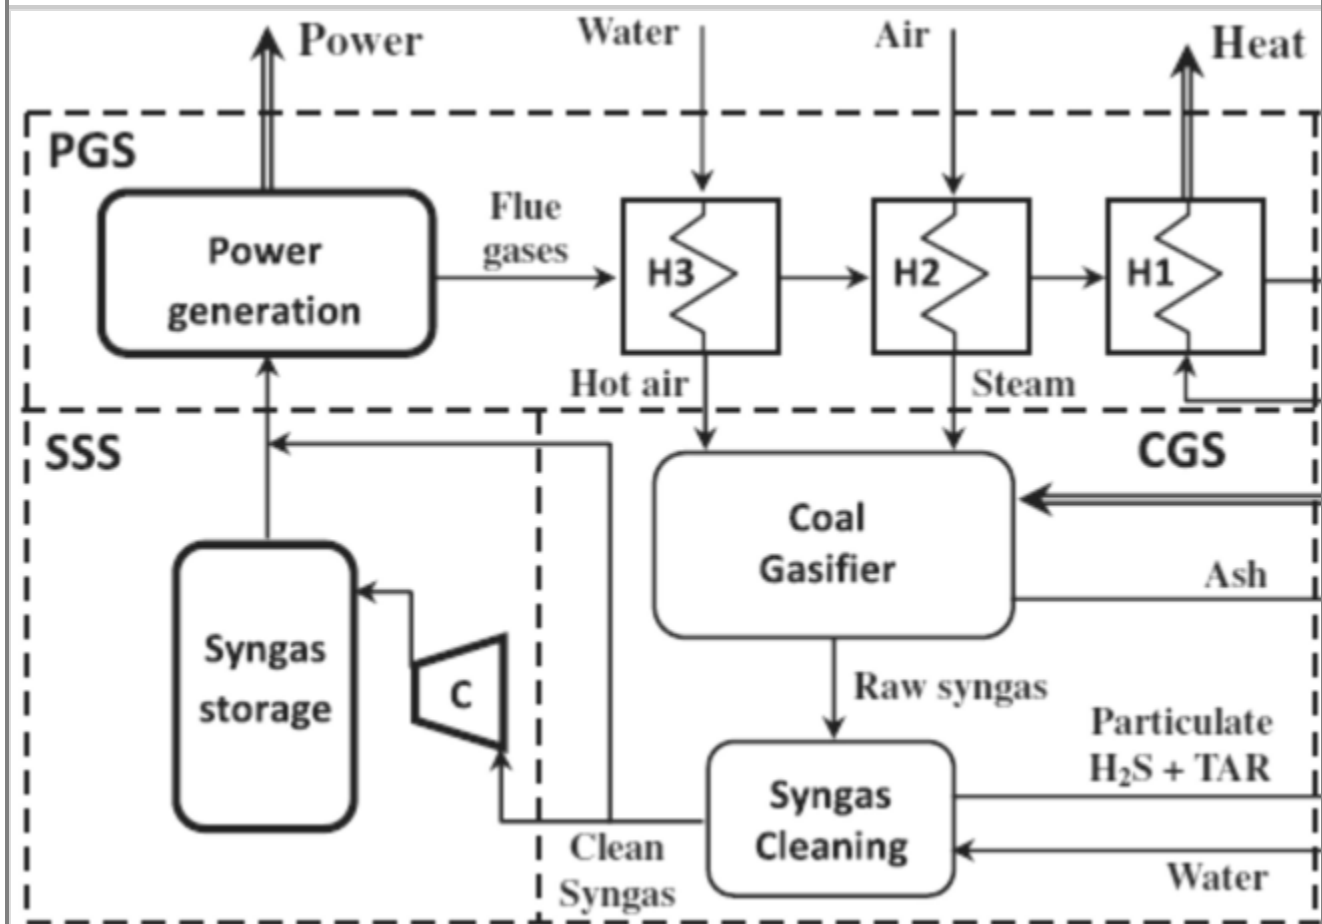 Power
Water
Air
Heat
PGS
Power
generation
Flue
gases
H3
H2
H1
Hot air
Steam
SSS
CGS
Coal
Gasifier
Ash
Syngas
storage
C
Raw syngas
Particulate
H₂S + TAR
Syngas
Cleaning
Clean
Syngas
Water